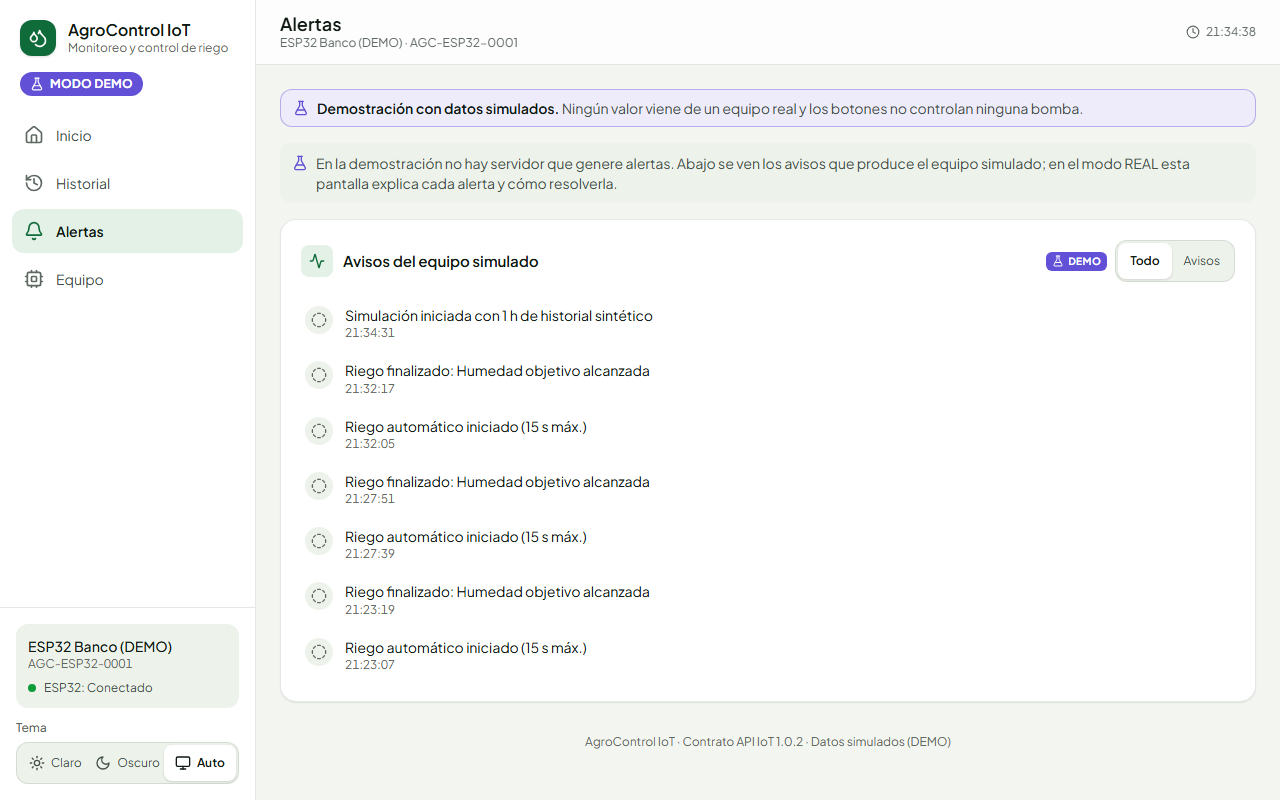 AgroControl IoT
Monitoreo y control de riego
MODO DEMO
Inicio
Historial
Alertas
Equipo
ESP32 Banco (DEMO)
AGC-ESP32-0001
ESP32: Conectado
Tema
Claro
Oscuro
Auto
Alertas
ESP32 Banco (DEMO) · AGC-ESP32-0001
21:34:38
Demostración con datos simulados. Ningún valor viene de un equipo real y los botones no controlan ninguna bomba.
En la demostración no hay servidor que genere alertas. Abajo se ven los avisos que produce el equipo simulado; en el modo REAL esta
pantalla explica cada alerta y cómo resolverla.
Avisos del equipo simulado
DEMO
Todo
Avisos
Simulación iniciada con 1 h de historial sintético
21:34:31
Riego finalizado: Humedad objetivo alcanzada
21:32:17
Riego automático iniciado (15 s máx.)
21:32:05
Riego finalizado: Humedad objetivo alcanzada
21:27:51
Riego automático iniciado (15 s máx.)
21:27:39
Riego finalizado: Humedad objetivo alcanzada
21:23:19
Riego automático iniciado (15 s máx.)
21:23:07
AgroControl IoT · Contrato API IoT 1.0.2 · Datos simulados (DEMO)